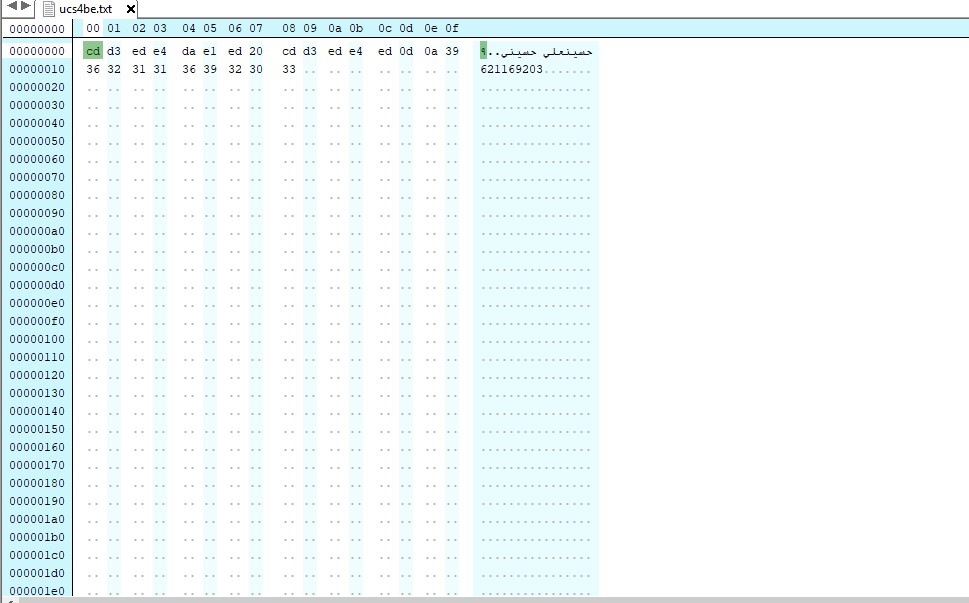 ucs4be.txt
00000000 00 01 02 03 04 05 06 07 08 09 0a 0b 0c 0d 0e 0f
00000000 cd d3 ed e4 da e1 ed 20 cd d3 ed e4 ed 0d 0a 39 حسينعلي حسيني..٩
00000010 36 32 31 31 36 39 32 30 33 .. .. .. .. .. .. .. 621169203.......
00000020 .. .. .. .. .. .. .. .. .. .. .. .. .. .. .. .. ................
00000030 .. .. .. .. .. .. .. .. .. .. .. .. .. .. .. .. ................
00000040 .. .. .. .. .. .. .. .. .. .. .. .. .. .. .. .. ................
00000050 .. .. .. .. .. .. .. .. .. .. .. .. .. .. .. .. ................
00000060 .. .. .. .. .. .. .. .. .. .. .. .. .. .. .. .. ................
00000070 .. .. .. .. .. .. .. .. .. .. .. .. .. .. .. .. ................
00000080 .. .. .. .. .. .. .. .. .. .. .. .. .. .. .. .. ................
00000090 .. .. .. .. .. .. .. .. .. .. .. .. .. .. .. .. ................
000000a0 .. .. .. .. .. .. .. .. .. .. .. .. .. .. .. .. ................
000000b0 .. .. .. .. .. .. .. .. .. .. .. .. .. .. .. .. ................
000000c0 .. .. .. .. .. .. .. .. .. .. .. .. .. .. .. .. ................
000000d0 .. .. .. .. .. .. .. .. .. .. .. .. .. .. .. .. ................
000000e0 .. .. .. .. .. .. .. .. .. .. .. .. .. .. .. .. ................
000000f0 .. .. .. .. .. .. .. .. .. .. .. .. .. .. .. .. ................
00000100 .. .. .. .. .. .. .. .. .. .. .. .. .. .. .. .. ................
00000110 .. .. .. .. .. .. .. .. .. .. .. .. .. .. .. .. ................
00000120 .. .. .. .. .. .. .. .. .. .. .. .. .. .. .. .. ................
00000130 .. .. .. .. .. .. .. .. .. .. .. .. .. .. .. .. ................
00000140 .. .. .. .. .. .. .. .. .. .. .. .. .. .. .. .. ................
00000150 .. .. .. .. .. .. .. .. .. .. .. .. .. .. .. .. ................
00000160 .. .. .. .. .. .. .. .. .. .. .. .. .. .. .. .. ................
00000170 .. .. .. .. .. .. .. .. .. .. .. .. .. .. .. .. ................
00000180 .. .. .. .. .. .. .. .. .. .. .. .. .. .. .. .. ................
00000190 .. .. .. .. .. .. .. .. .. .. .. .. .. .. .. .. ................
000001a0 .. .. .. .. .. .. .. .. .. .. .. .. .. .. .. .. ................
000001b0 .. .. .. .. .. .. .. .. .. .. .. .. .. .. .. .. ................
000001c0 .. .. .. .. .. .. .. .. .. .. .. .. .. .. .. .. ................
000001d0 .. .. .. .. .. .. .. .. .. .. .. .. .. .. .. .. ................
000001e0 .. .. .. .. .. .. .. .. .. .. .. .. .. .. .. .. ................